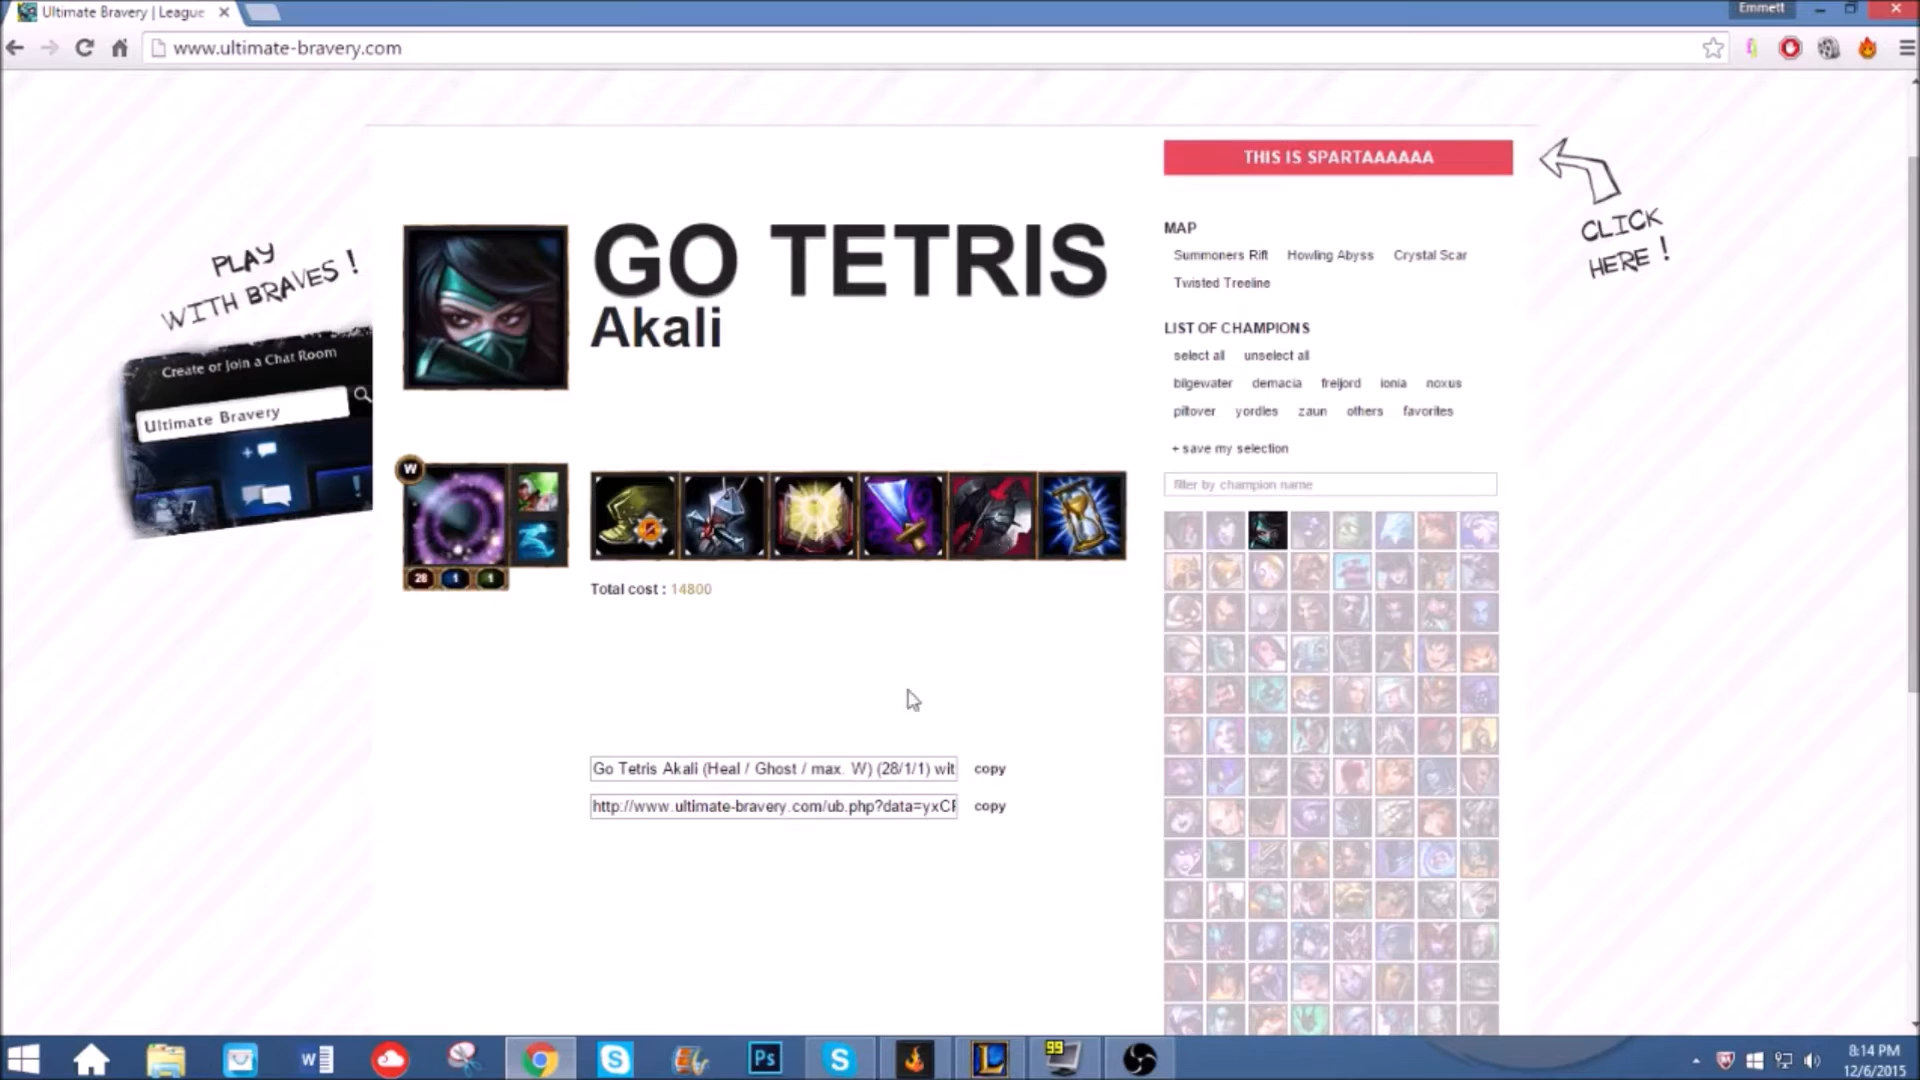 Ultimate Bravery | League
Emmett
www.ultimate-bravery.com
THIS IS SPARTAAAAAA
CLICK
HERE !
PLAY
WITH BRAVES !
Create or Join a Chat Room
Ultimate Bravery
GO TETRIS
Akali
W
28 1 1
Total cost : 14800
Go Tetris Akali (Heal / Ghost / max. W) (28/1/1) wit
copy
http://www.ultimate-bravery.com/ub.php?data=yxCF
copy
MAP
Summoners Rift Howling Abyss Crystal Scar
Twisted Treeline
LIST OF CHAMPIONS
select all unselect all
bilgewater demacia freljord ionia noxus
piltover yordles zaun others favorites
+ save my selection
filter by champion name
99
Ps
8:14 PM
12/6/2015